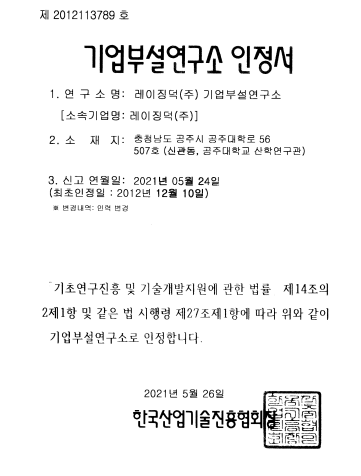 제 2012113789 호
기업부설연구소 인정서
1. 연 구 소 명: 레이징덕(주) 기업부설연구소
[소속기업명: 레이징덕(주)]
2. 소 재 지: 충청남도 공주시 공주대학로 56
507호 (신관동, 공주대학교 산학연구관)
3. 신고 연월일: 2021년 05월 24일
(최초인정일 : 2012년 12월 10일)
※ 변경내역: 인력 변경
「기초연구진흥 및 기술개발지원에 관한 법률 제14조의
2제1항 및 같은 법 시행령 제27조제1항에 따라 위와 같이
기업부설연구소로 인정합니다.
2021년 5월 26일
한국산업기술진흥협회장